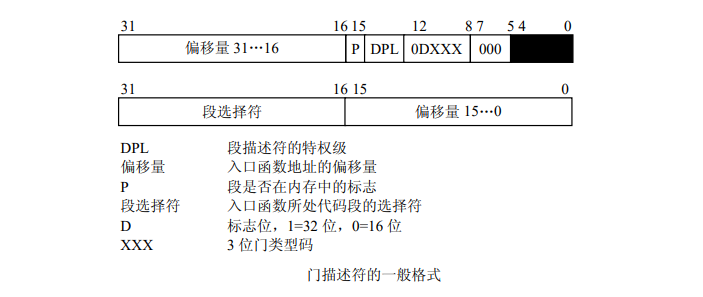 31 16 15 12 8 7 5 4 0
偏移量 31…16 P DPL 0DXXX 000
31 16 15 0
段选择符 偏移量 15…0
DPL 段描述符的特权级
偏移量 入口函数地址的偏移量
P 段是否在内存中的标志
段选择符 入口函数所处代码段的选择符
D 标志位，1=32 位，0=16 位
XXX 3 位门类型码
门描述符的一般格式